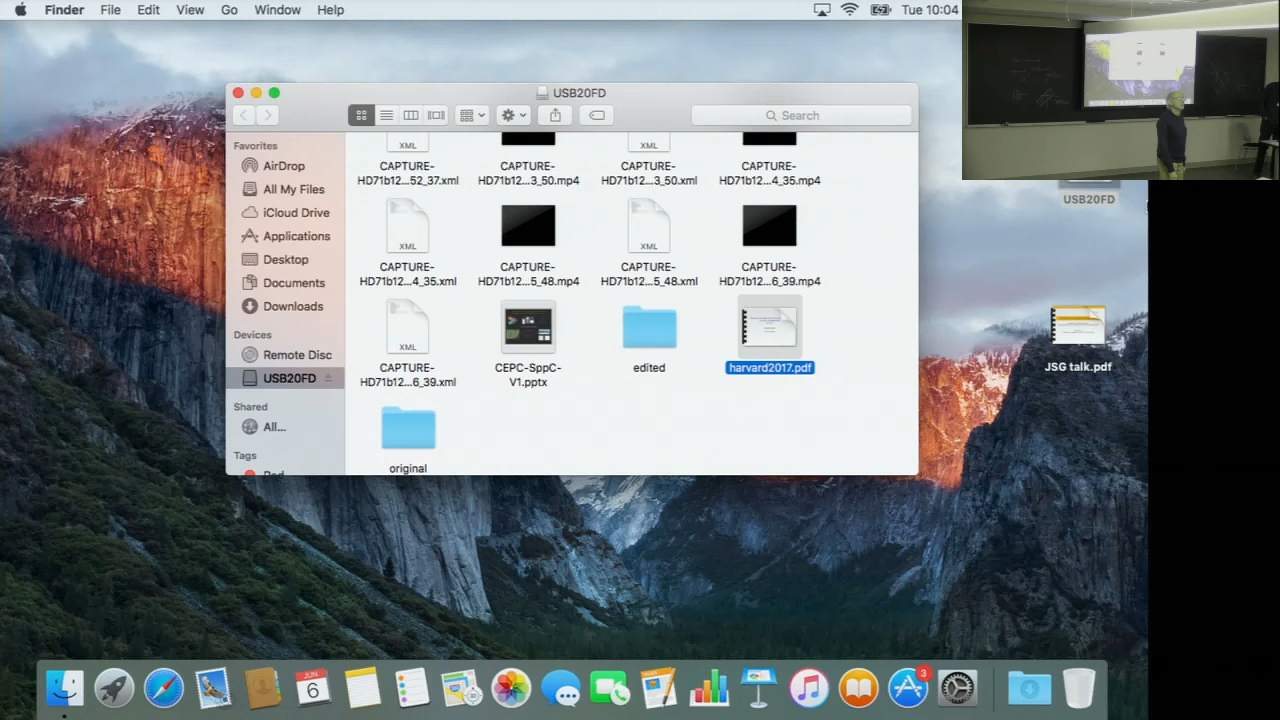 Finder File Edit View Go Window Help
Tue 10:04
USB20FD
Search
Favorites
AirDrop
All My Files
iCloud Drive
Applications
Desktop
Documents
Downloads
Devices
Remote Disc
USB20FD
Shared
All...
Tags
Red
XML
XML
CAPTURE-
HD71b12...52_37.xml
CAPTURE-
HD71b12...3_50.mp4
CAPTURE-
HD71b12...3_50.xml
CAPTURE-
HD71b12...4_35.mp4
XML
XML
CAPTURE-
HD71b12...4_35.xml
CAPTURE-
HD71b12...5_48.mp4
CAPTURE-
HD71b12...5_48.xml
CAPTURE-
HD71b12...6_39.mp4
XML
CAPTURE-
HD71b12...6_39.xml
CEPC-SppC-
V1.pptx
edited
harvard2017.pdf
original
USB20FD
JSG talk.pdf
JUN
6
3